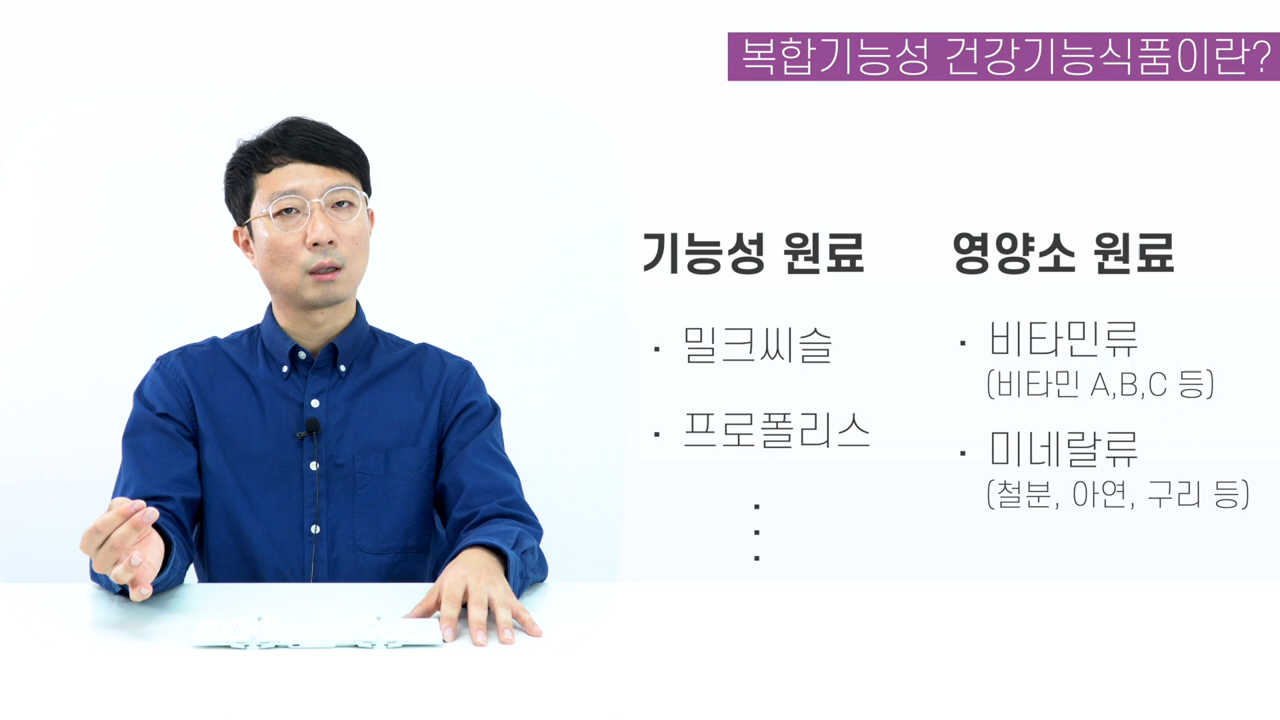 복합기능성 건강기능식품이란?
기능성 원료
· 밀크씨슬
· 프로폴리스
영양소 원료
· 비타민류
(비타민 A,B,C 등)
· 미네랄류
(철분, 아연, 구리 등)